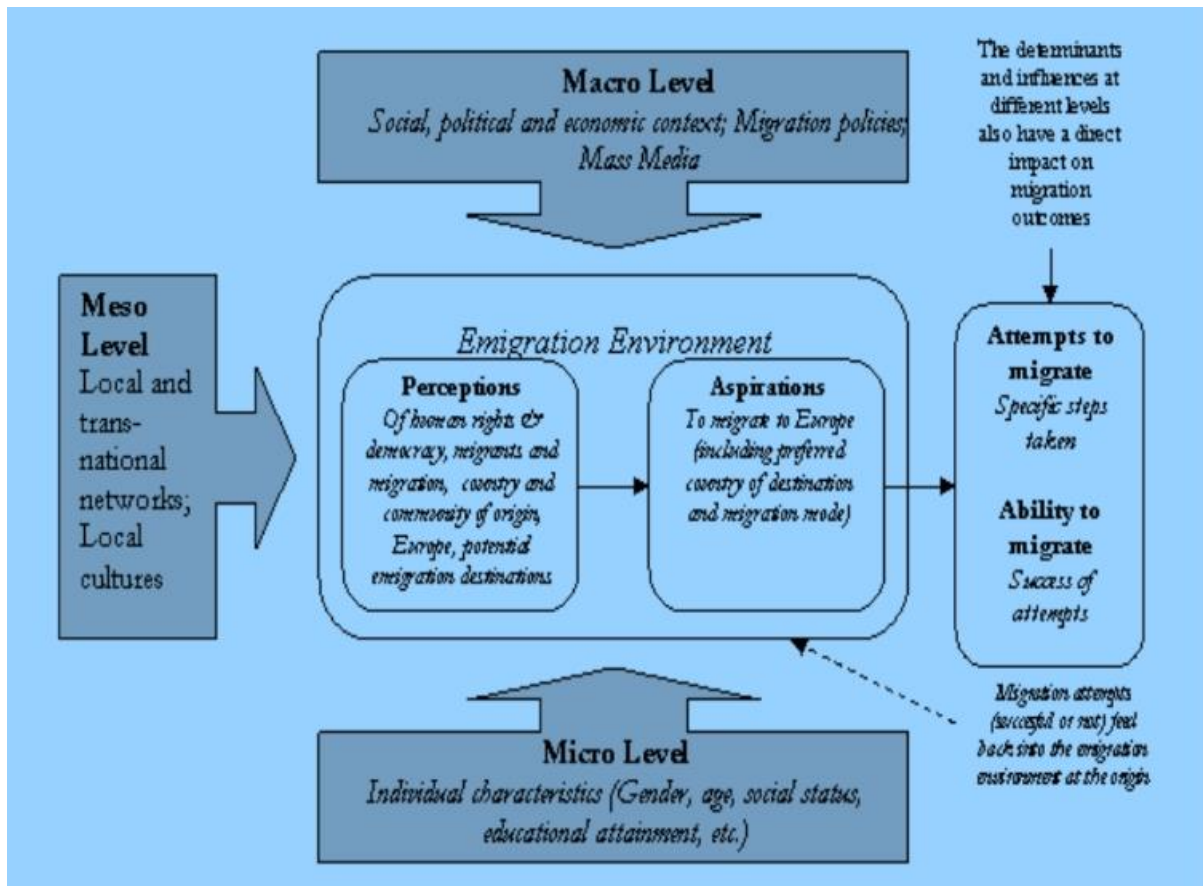 Macro Level
Social, political and economic context; Migration policies;
Mass Media
The determinants
and influences at
different levels
also have a direct
impact on
migration
outcomes
Meso
Level
Local and
trans-
national
networks;
Local
cultures
Emigration Environment
Perceptions
Of human rights &
democracy, migrants and
migration, country and
community of origin,
Europe, potential
emigration destinations
Aspirations
To migrate to Europe
(including preferred
country of destination
and migration mode)
Attempts to
migrate
Specific steps
taken
Ability to
migrate
Success of
attempts
Migration attempts
(succesful or not) feed
back into the emigration
environment at the origin
Micro Level
Individual characteristics (Gender, age, social status,
educational attainment, etc.)